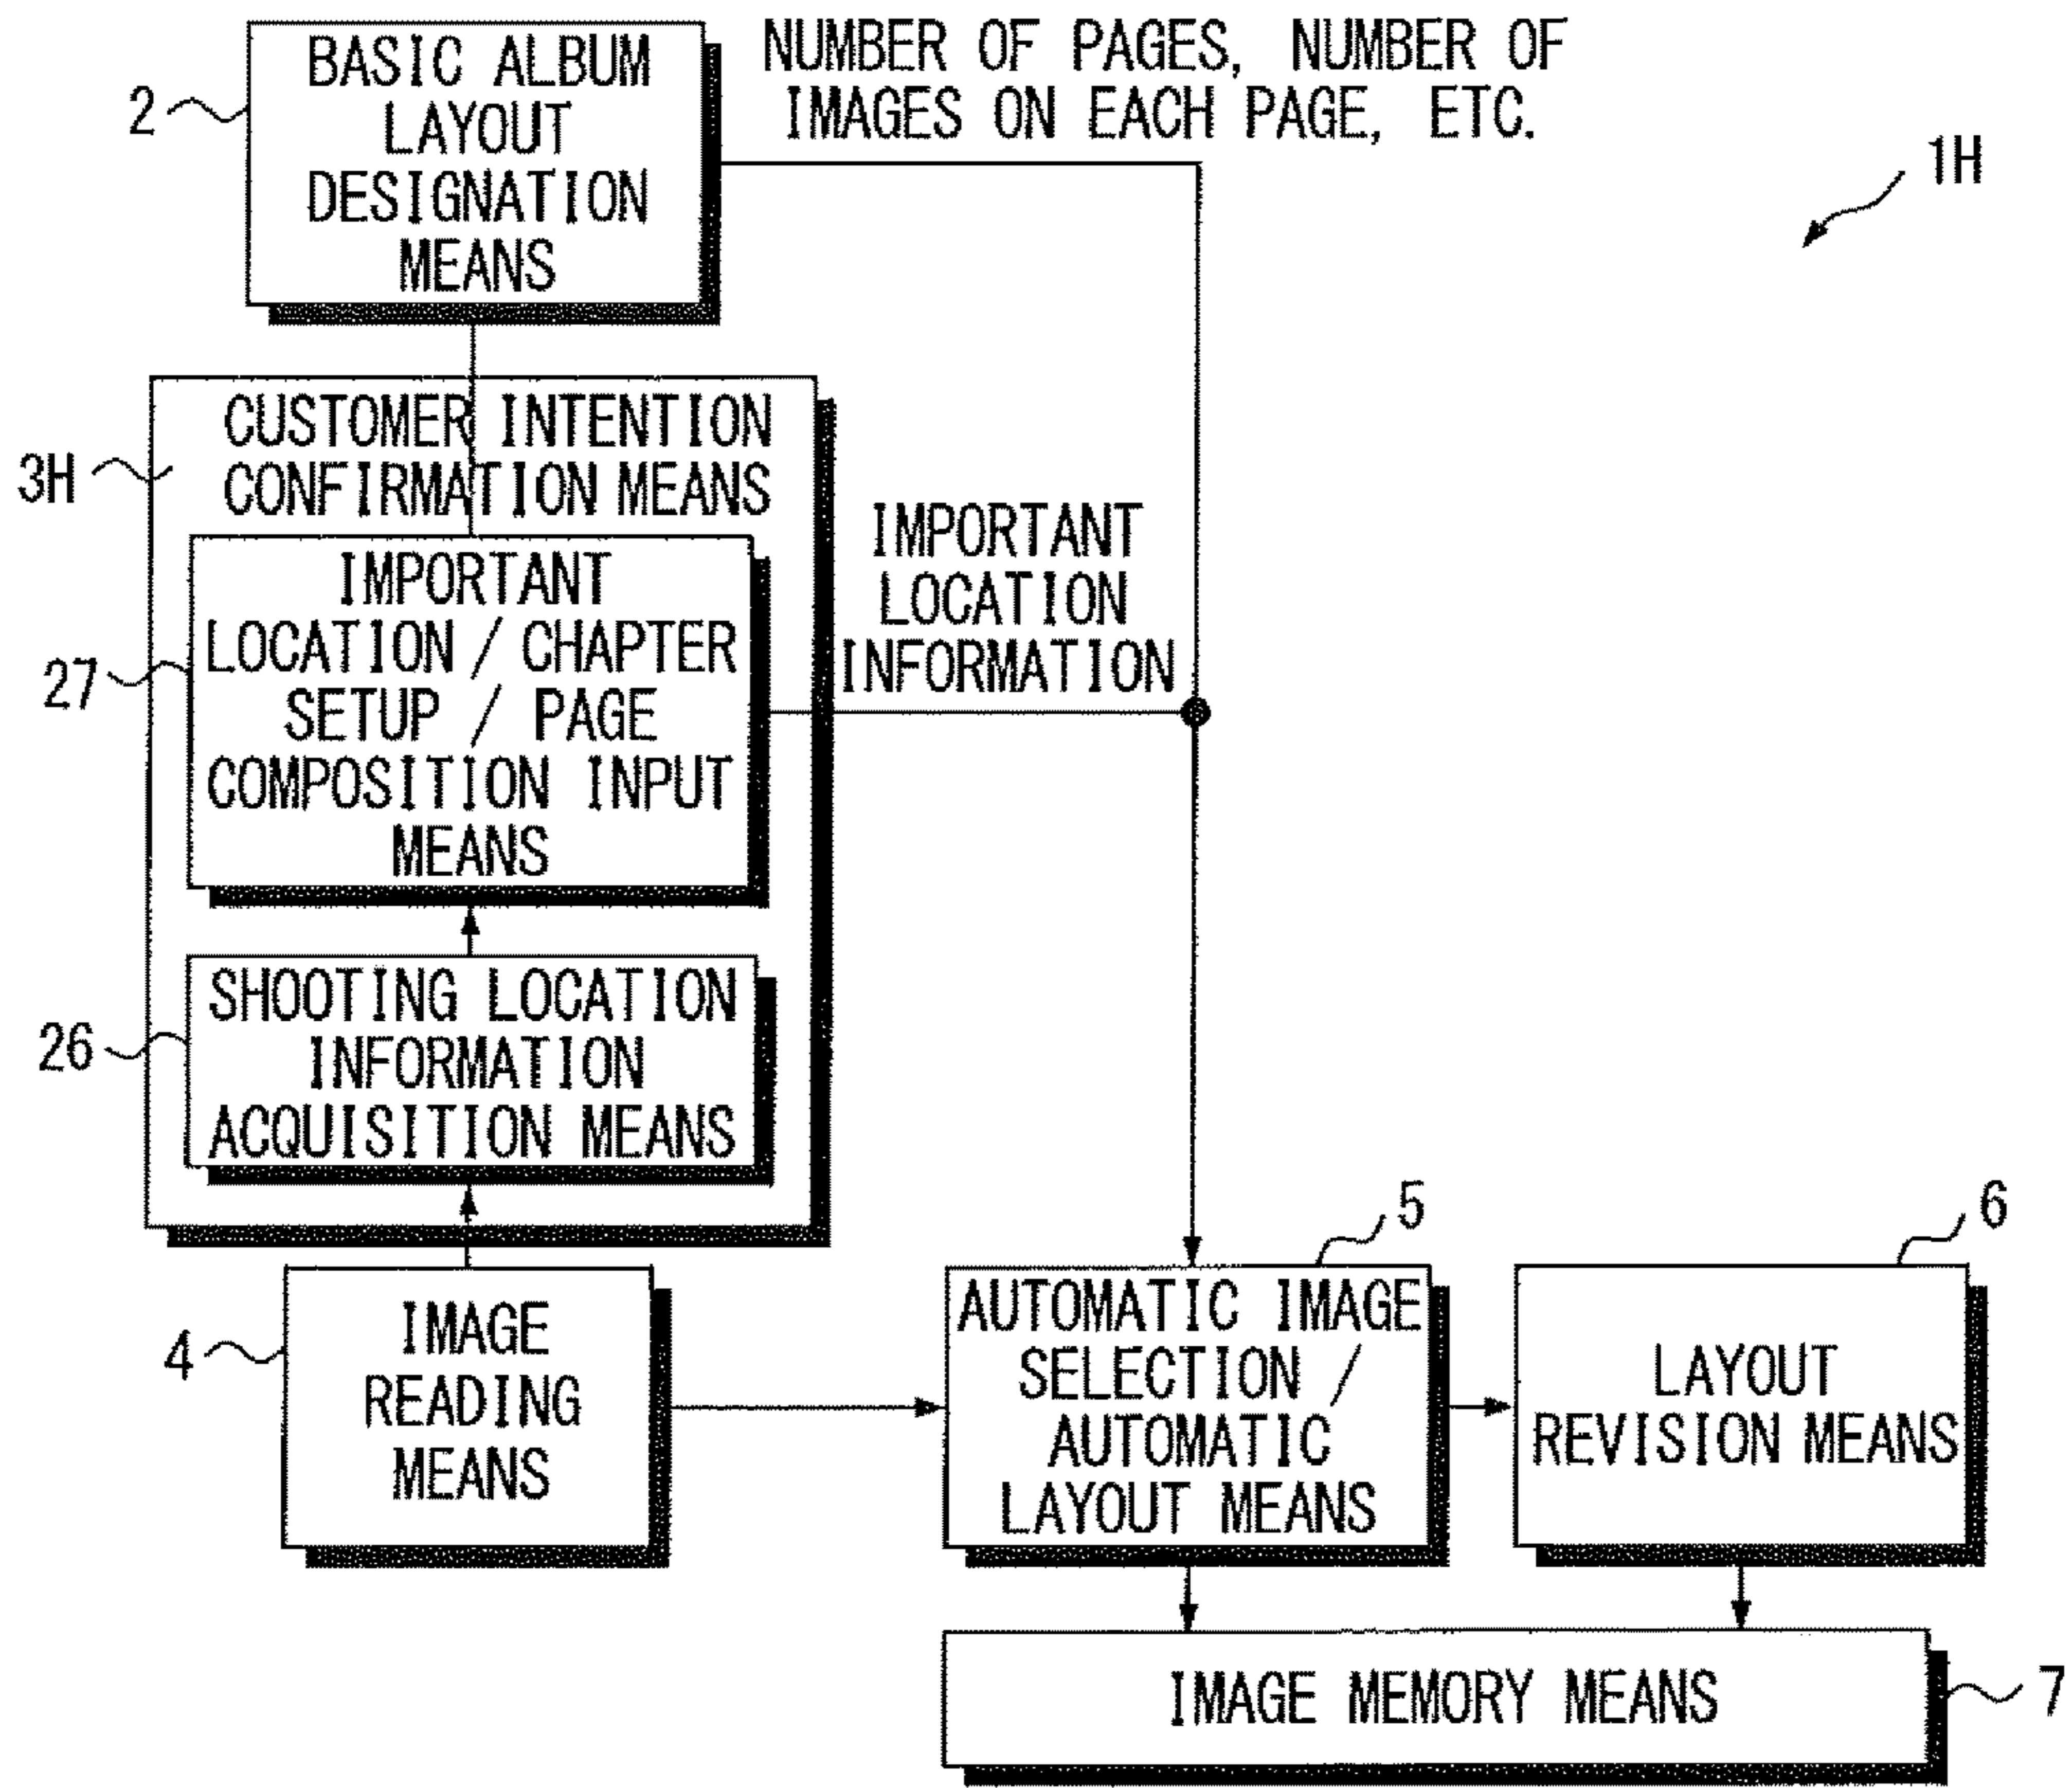 BASIC ALBUM
LAYOUT
DESIGNATION
MEANS
2
NUMBER OF PAGES, NUMBER OF
IMAGES ON EACH PAGE, ETC.
1H
CUSTOMER INTENTION
CONFIRMATION MEANS
3H
IMPORTANT
LOCATION / CHAPTER
SETUP / PAGE
COMPOSITION INPUT
MEANS
27
IMPORTANT
LOCATION
INFORMATION
SHOOTING LOCATION
INFORMATION
ACQUISITION MEANS
26
IMAGE
READING
MEANS
4
5
AUTOMATIC IMAGE
SELECTION /
AUTOMATIC
LAYOUT MEANS
6
LAYOUT
REVISION MEANS
IMAGE MEMORY MEANS
7